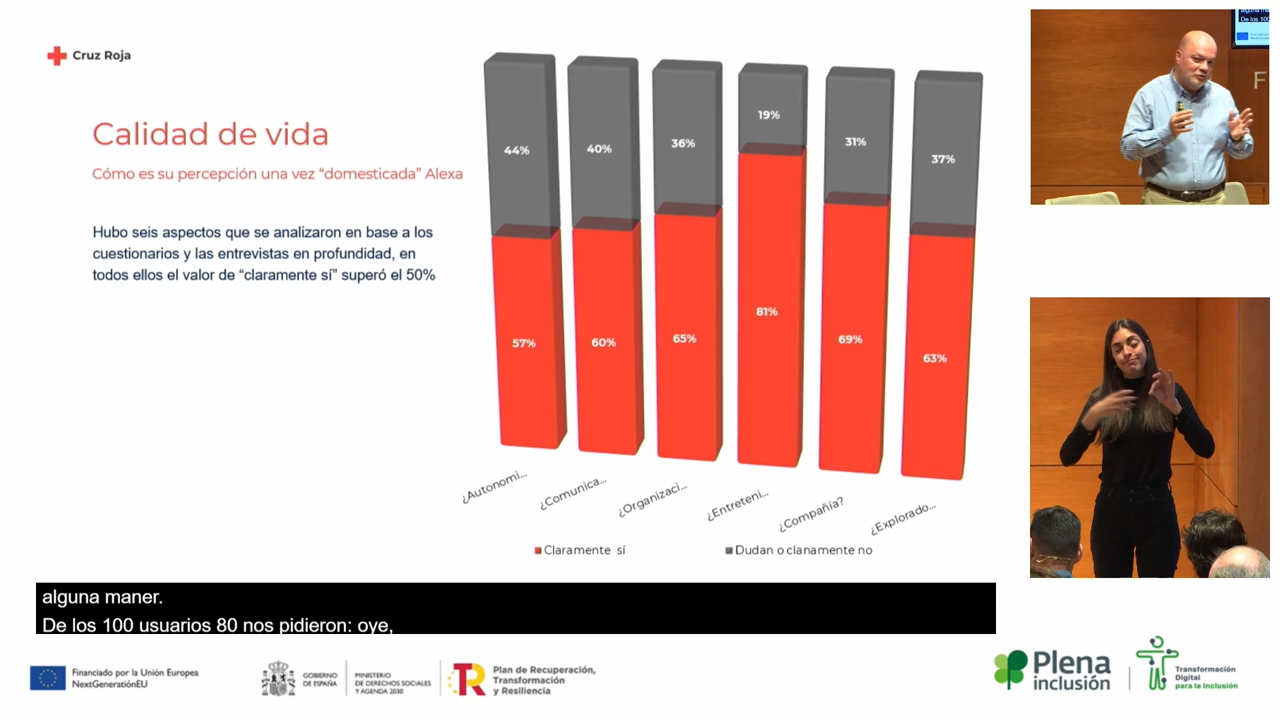 Cruz Roja
Calidad de vida
Cómo es su percepción una vez “domesticada” Alexa
Hubo seis aspectos que se analizaron en base a los
cuestionarios y las entrevistas en profundidad, en
todos ellos el valor de “claramente sí” superó el 50%
44%
40%
36%
19%
31%
37%
57%
60%
65%
81%
69%
63%
¿Autonomi...
¿Comunica...
¿Organizaci...
¿Entreteni...
¿Compañía?
¿Explorado...
Claramente sí
Dudan o clanamente no
De los 100
F
alguna maner.
De los 100 usuarios 80 nos pidieron: oye,
Financiado por la Unión Europea
NextGenerationEU
GOBIERNO
DE ESPAÑA
MINISTERIO
DE DERECHOS SOCIALES
Y AGENDA 2030
Plan de Recuperación,
Transformación
y Resiliencia
Plena
inclusión
Transformación
Digital
para la Inclusión